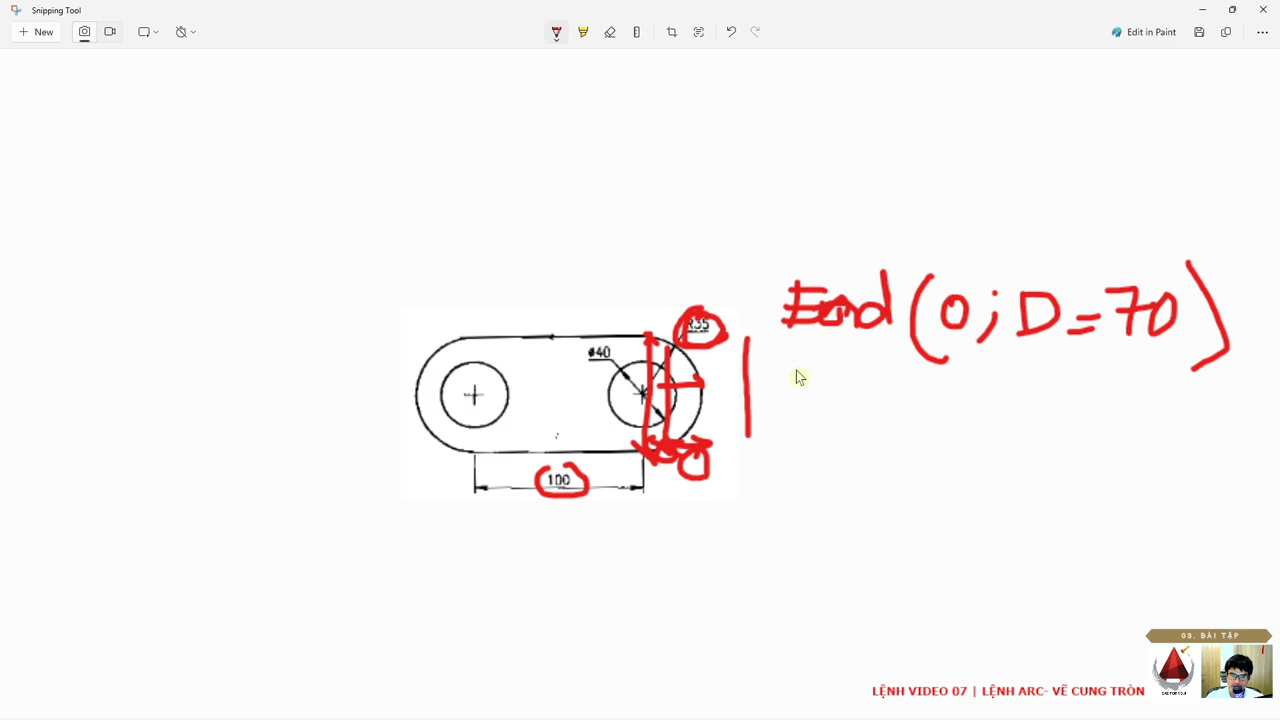 Snipping Tool
New
Edit in Paint
End (0; D = 70)
R35
ø40
100
03. BÀI TẬP
LỆNH VIDEO 07 | LỆNH ARC- VẼ CUNG TRÒN